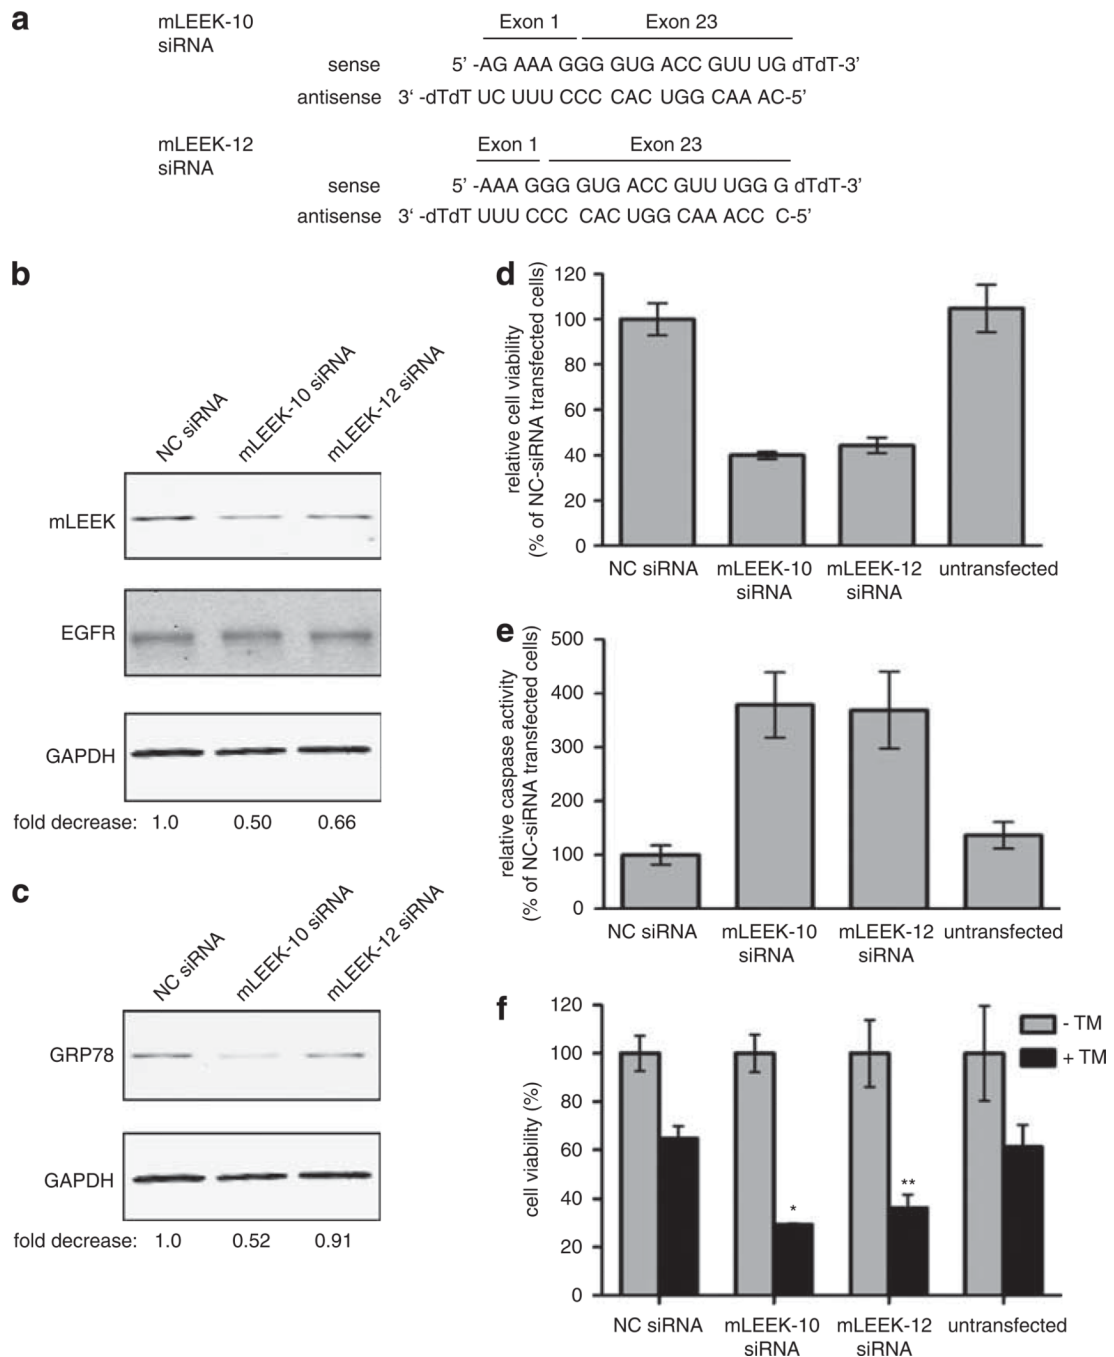 a
mLEEK-10
siRNA
Exon 1 Exon 23
sense 5' -AG AAA GGG GUG ACC GUU UG dTdT-3'
antisense 3' -dTdT UC UUU CCC CAC UGG CAA AC-5'
mLEEK-12
siRNA
Exon 1 Exon 23
sense 5' -AAA GGG GUG ACC GUU UGG G dTdT-3'
antisense 3' -dTdT UUU CCC CAC UGG CAA ACC C-5'
b
NC siRNA
mLEEK-10 siRNA
mLEEK-12 siRNA
mLEEK
EGFR
GAPDH
fold decrease: 1.0 0.50 0.66
c
NC siRNA
mLEEK-10 siRNA
mLEEK-12 siRNA
GRP78
GAPDH
fold decrease: 1.0 0.52 0.91
d
relative cell viability
(% of NC-siRNA transfected cells)
120
100
80
60
40
20
0
NC siRNA mLEEK-10 mLEEK-12 untransfected
siRNA siRNA
e
relative caspase activity
(% of NC-siRNA transfected cells)
500
400
300
200
100
0
NC siRNA mLEEK-10 mLEEK-12 untransfected
siRNA siRNA
f
cell viability (%)
120
100
80
60
40
20
0
- TM
+ TM
*
**
NC siRNA mLEEK-10 mLEEK-12 untransfected
siRNA siRNA